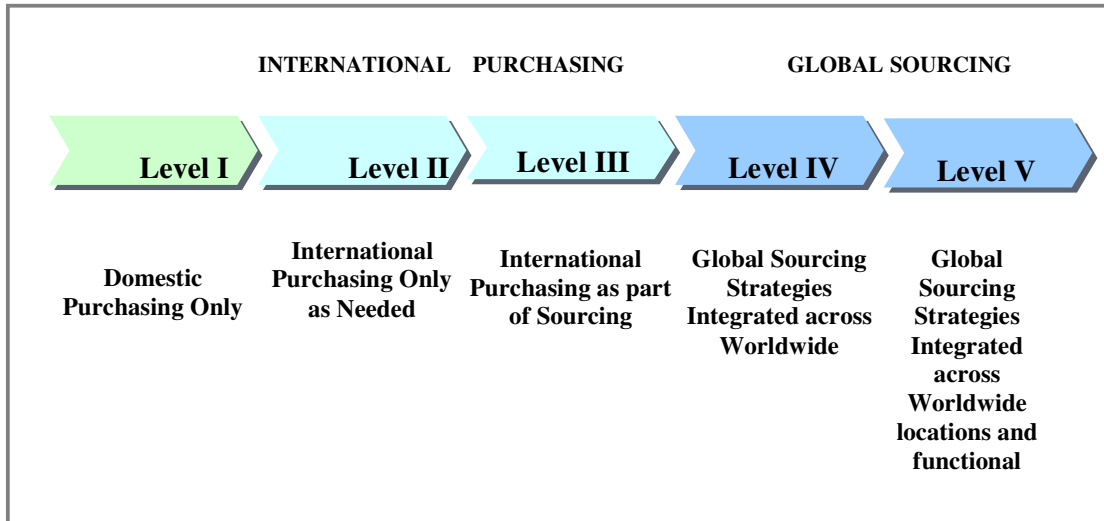 INTERNATIONAL PURCHASING
GLOBAL SOURCING
Level I
Level II
Level III
Level IV
Level V
Domestic
Purchasing Only
International
Purchasing Only
as Needed
International
Purchasing as part
of Sourcing
Global Sourcing
Strategies
Integrated across
Worldwide
Global
Sourcing
Strategies
Integrated
across
Worldwide
locations and
functional